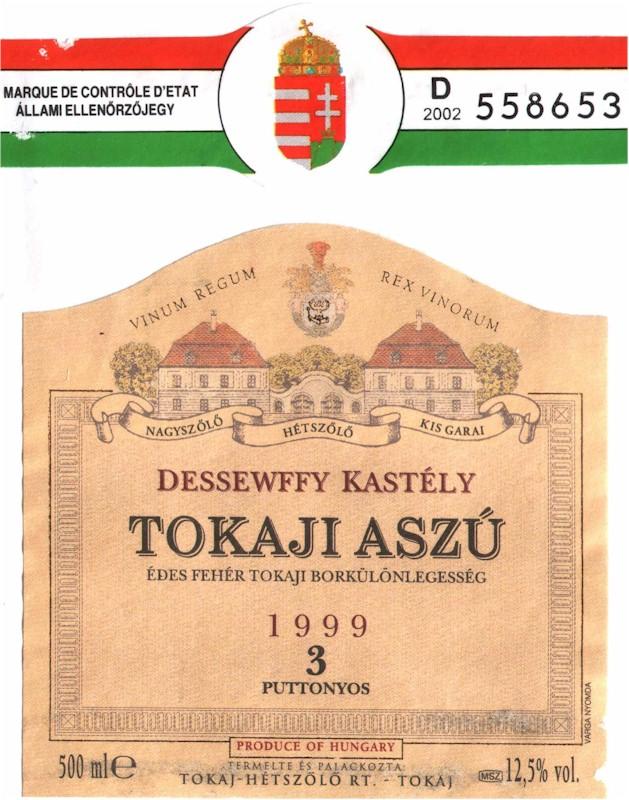 MARQUE DE CONTRÔLE D'ETAT
ÁLLAMI ELLENŐRZŐJEGY
D
2002 558653
VINUM REGUM
REX VINORUM
NAGYSZŐLŐ
HÉTSZŐLŐ
KIS GARAI
DESSEWFFY KASTÉLY
TOKAJI ASZÚ
ÉDES FEHÉR TOKAJI BORKÜLÖNLEGESSÉG
1999
3
PUTTONYOS
VARGA NYOMDA
PRODUCE OF HUNGARY
500 ml e
TERMELTE ÉS PALACKOZTA:
TOKAJ-HÉTSZŐLŐ RT. - TOKAJ
MSZ 12,5% vol.